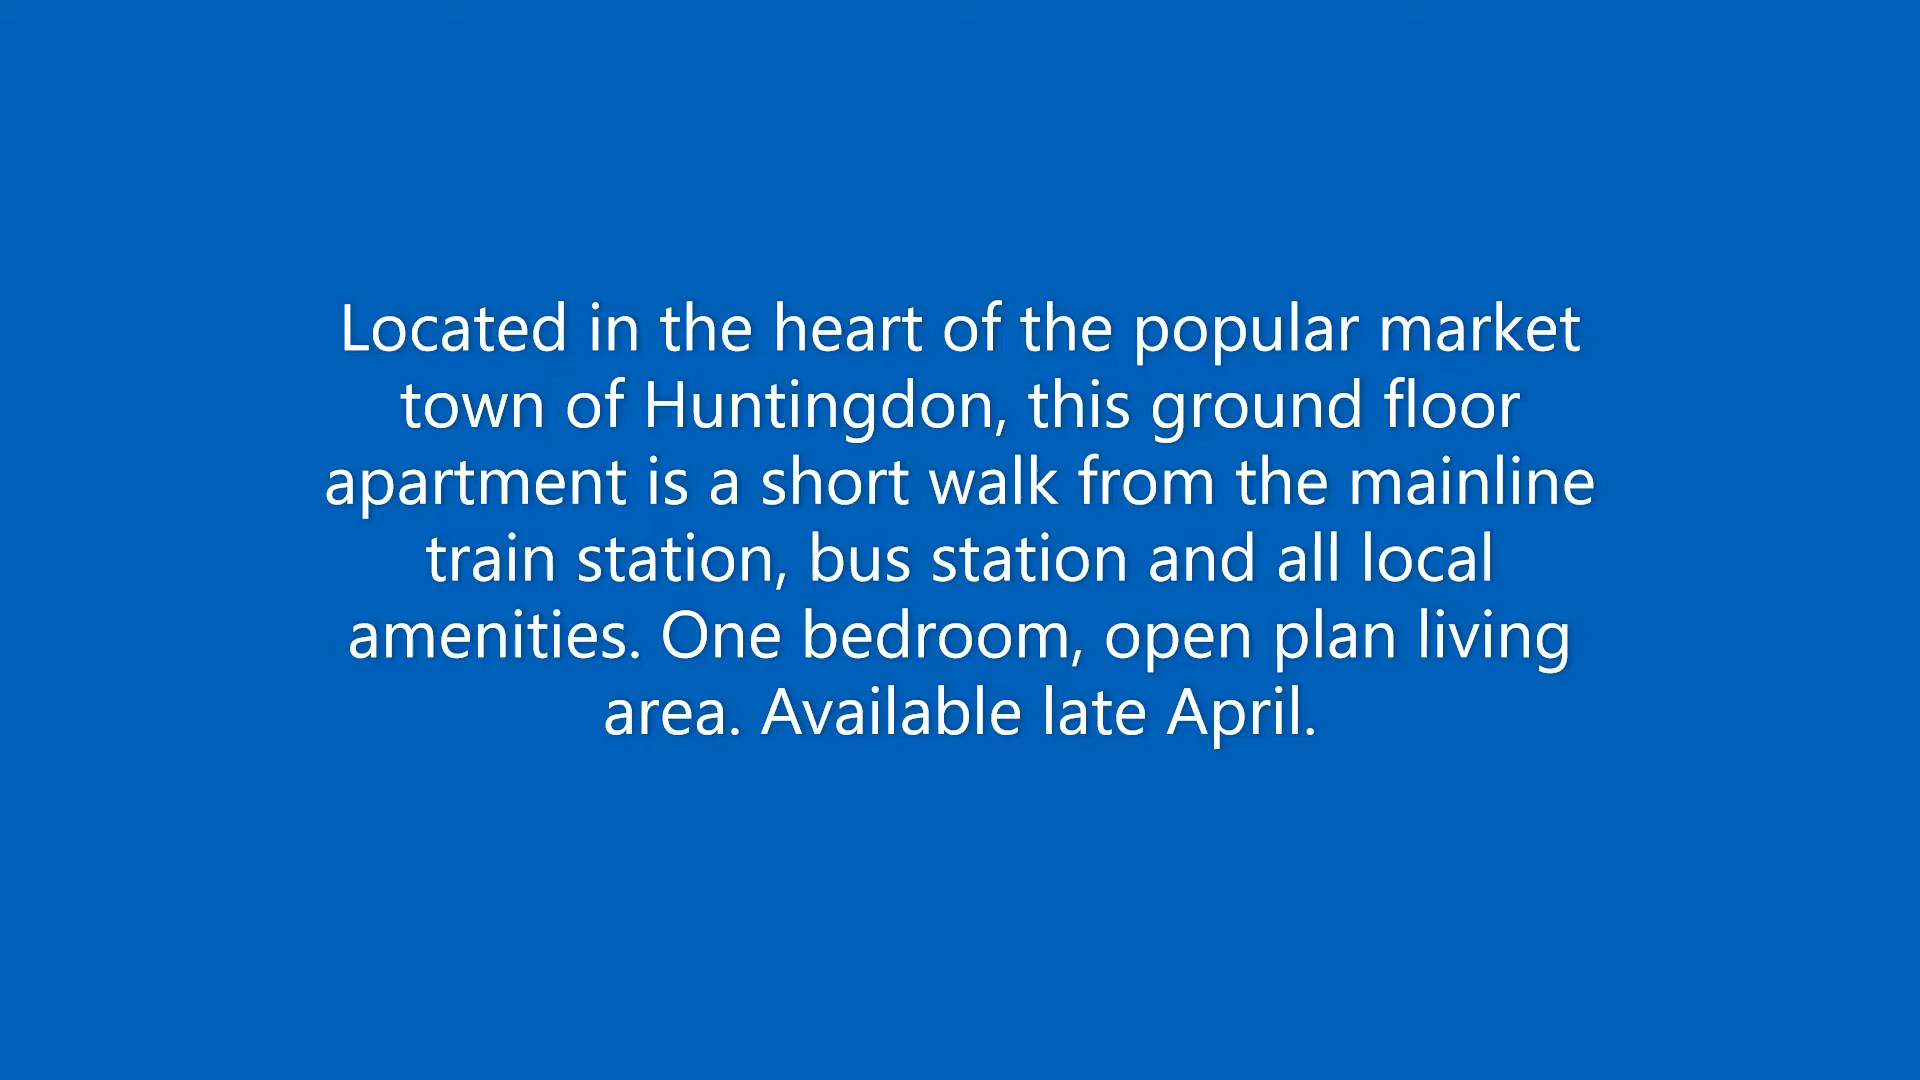 Located in the heart of the popular market
town of Huntingdon, this ground floor
apartment is a short walk from the mainline
train station, bus station and all local
amenities. One bedroom, open plan living
area. Available late April.